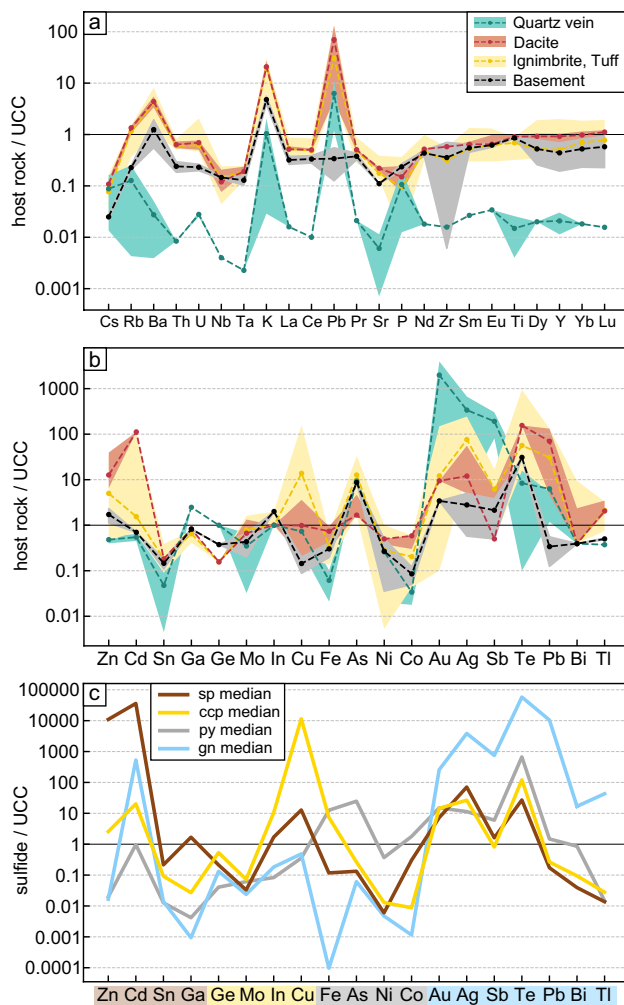 a
Quartz vein
Dacite
Ignimbrite, Tuff
Basement
100
10
1
0.1
0.01
0.001
host rock / UCC
Cs Rb Ba Th U Nb Ta K La Ce Pb Pr Sr P Nd Zr Sm Eu Ti Dy Y Yb Lu
b
1000
100
10
1
0.1
0.01
host rock / UCC
Zn Cd Sn Ga Ge Mo In Cu Fe As Ni Co Au Ag Sb Te Pb Bi Tl
c
sp median
ccp median
py median
gn median
100000
10000
1000
100
10
1
0.1
0.01
0.001
0.0001
sulfide / UCC
Zn Cd Sn Ga Ge Mo In Cu Fe As Ni Co Au Ag Sb Te Pb Bi Tl